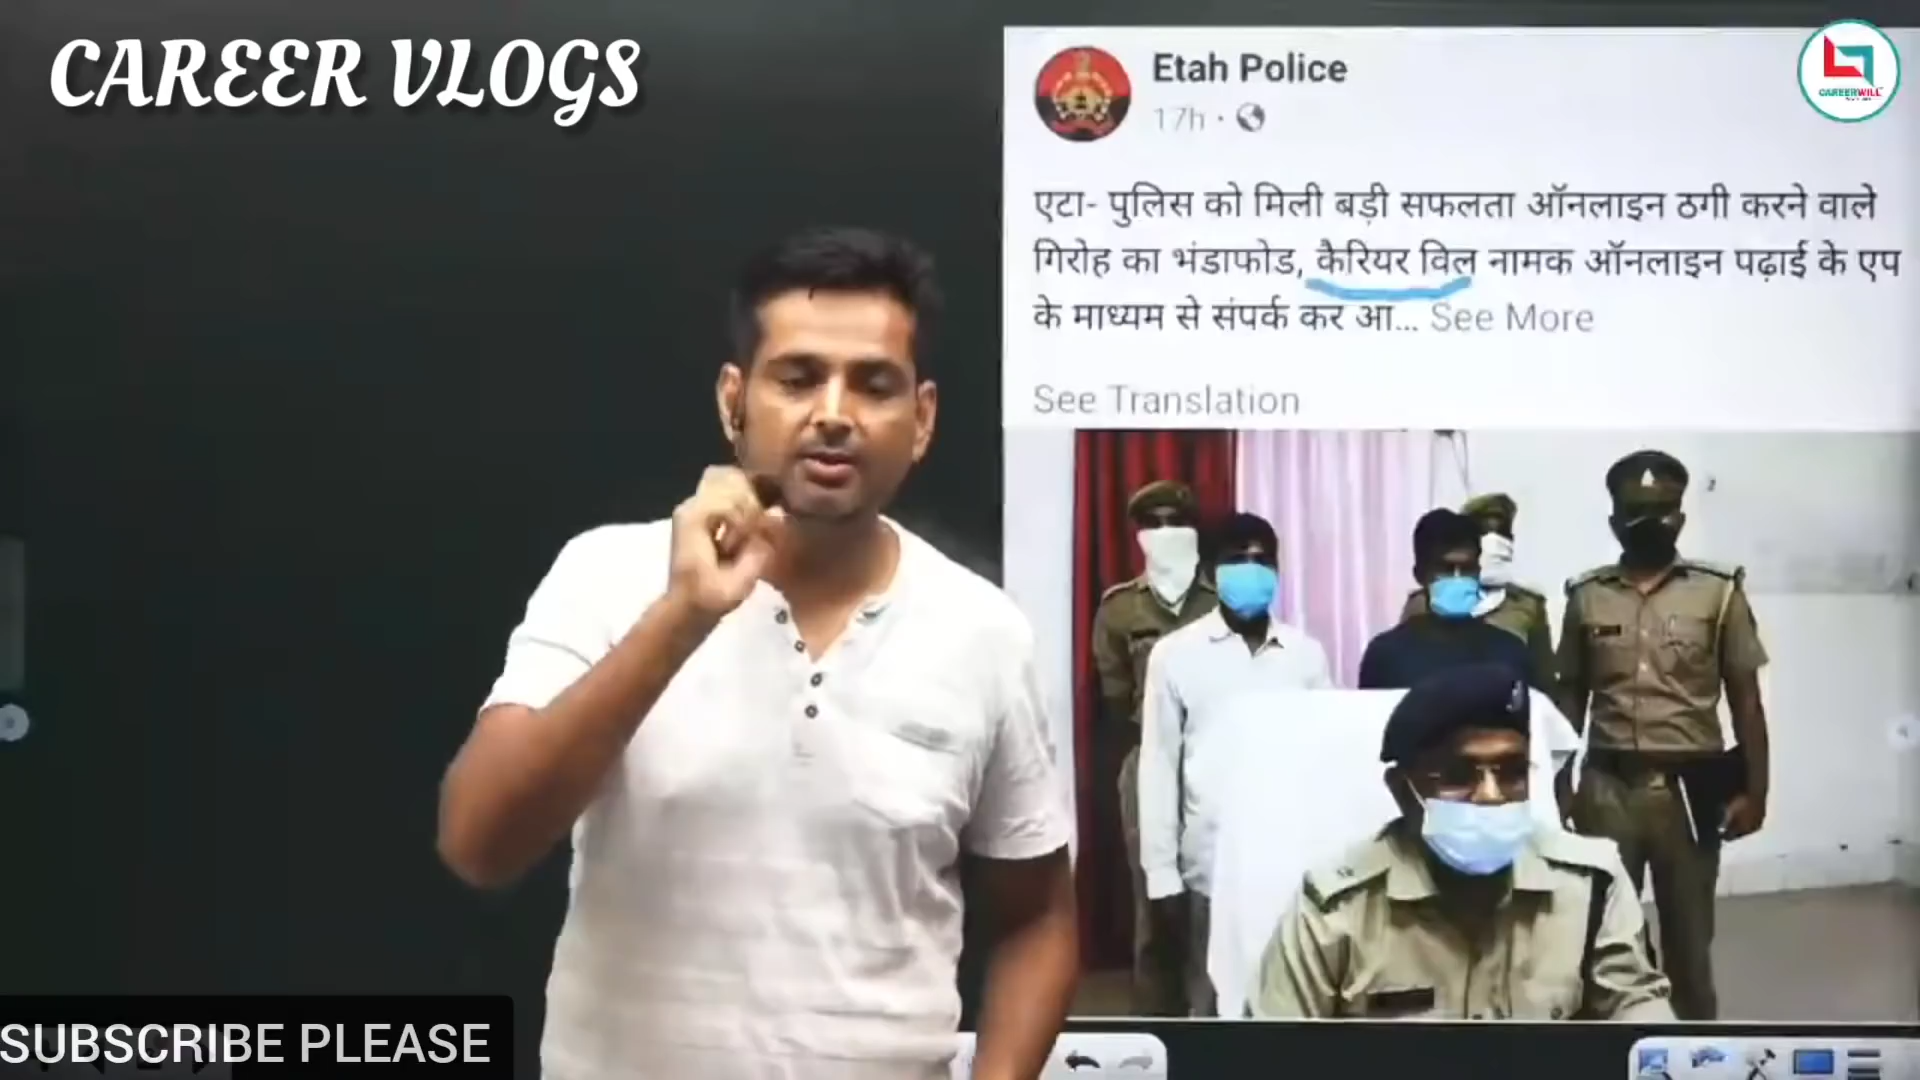 CAREER VLOGS
CAREERWILL
Etah Police
17h
एटा- पुलिस को मिली बड़ी सफलता ऑनलाइन ठगी करने वाले
गिरोह का भंडाफोड, कैरियर विल नामक ऑनलाइन पढ़ाई के एप
के माध्यम से संपर्क कर आ... See More
See Translation
SUBSCRIBE PLEASE